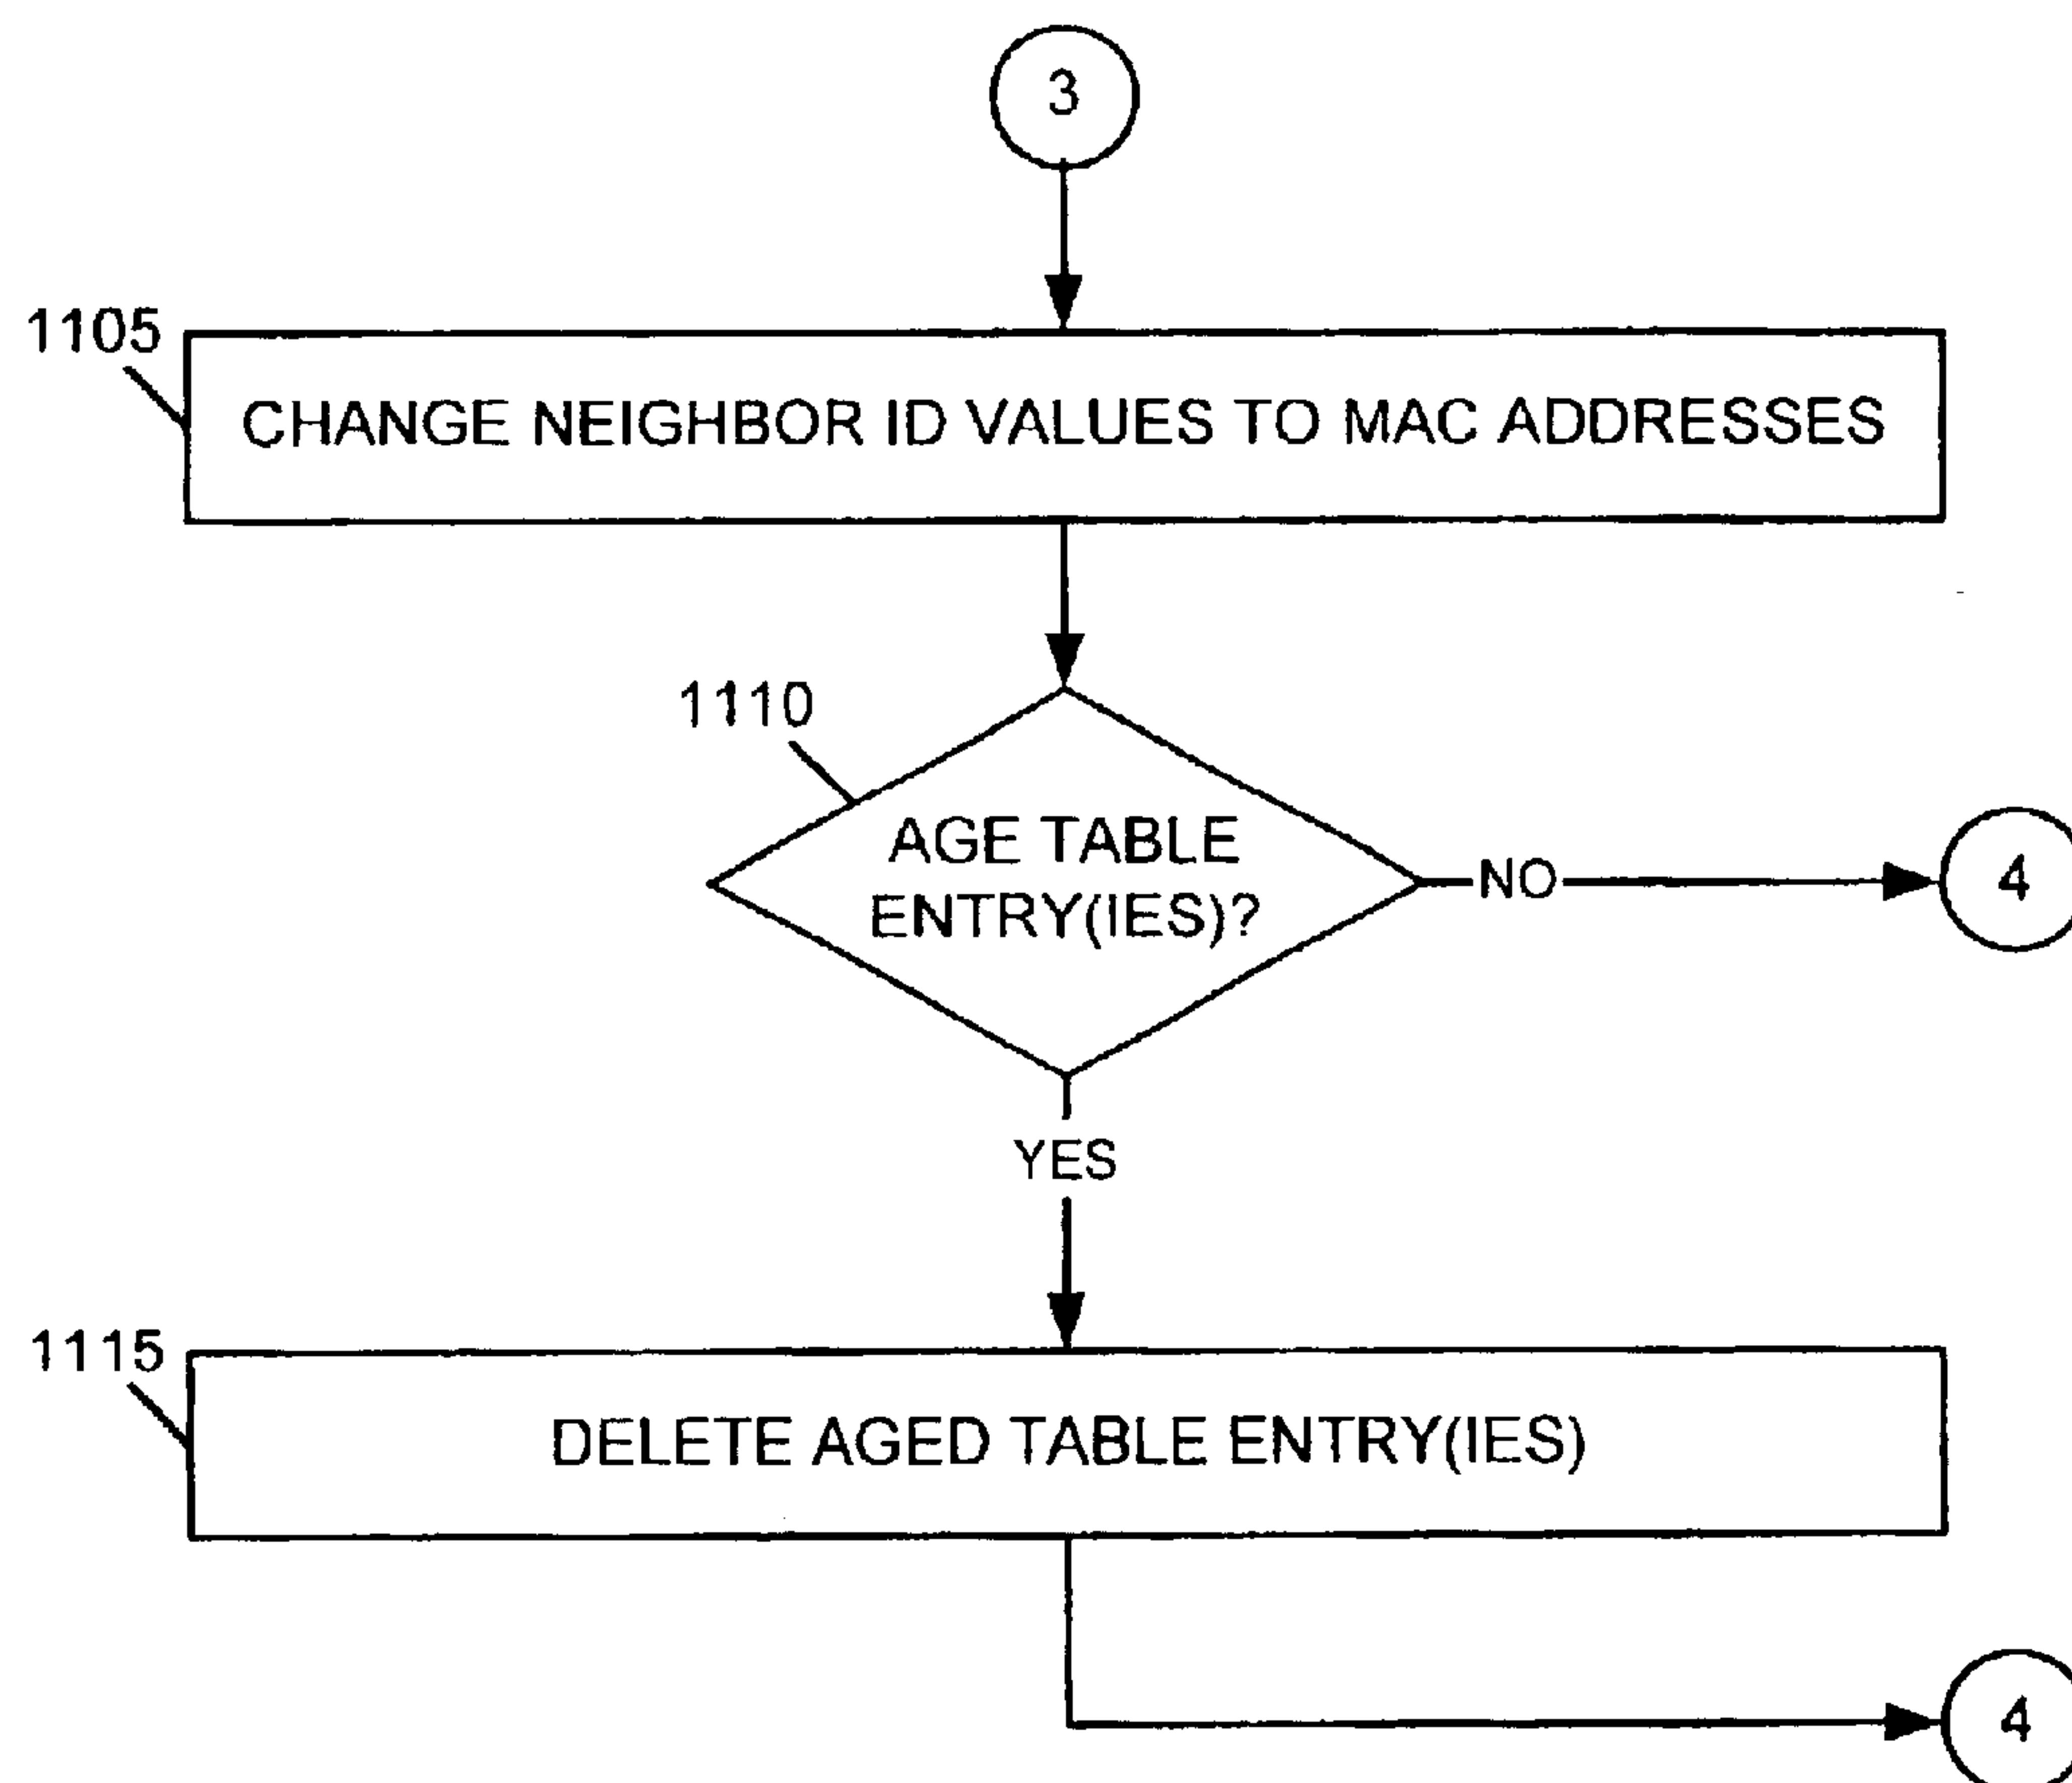 3
1105
CHANGE NEIGHBOR ID VALUES TO MAC ADDRESSES
1110
AGE TABLE
ENTRY(IES)?
NO
4
YES
1115
DELETE AGED TABLE ENTRY(IES)
4